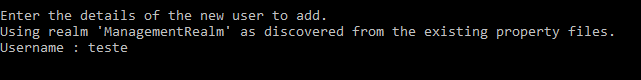 Enter the details of the new user to add.
Using realm 'ManagementRealm' as discovered from the existing property files.
Username : teste